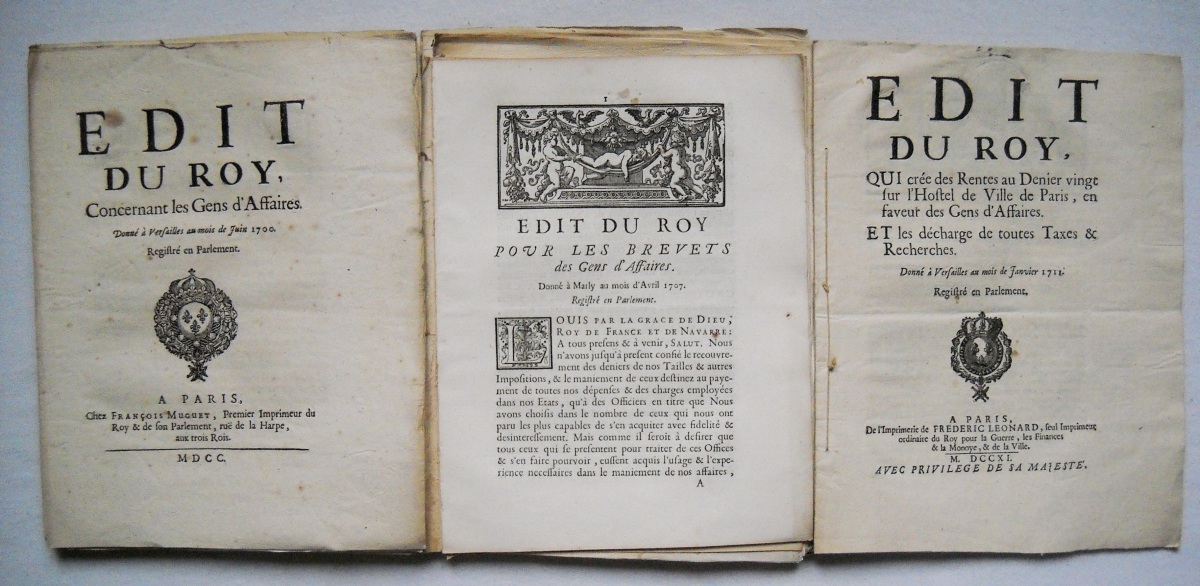 EDIT
DU ROY,
Concernant les Gens d'Affaires.
Donné à Versailles au mois de Juin 1700.
Registré en Parlement.
A PARIS,
Chez FRANÇOIS MUGUET, Premier Imprimeur du
Roy & de son Parlement, ruë de la Harpe,
aux trois Rois.
MDCC.
1
EDIT DU ROY
POUR LES BREVETS
des Gens d'Affaires.
Donné à Marly au mois d'Avril 1707.
Registré en Parlement.
LOUIS PAR LA GRACE DE DIEU,
ROY DE FRANCE ET DE NAVARRE:
A tous presens & à venir, SALUT. Nous
n'avons jusqu'à present confié le recouvre-
ment des deniers de nos Tailles & autres
Impositions, & le maniement de ceux destinez au paye-
ment de toutes nos dépenses & des charges employées
dans nos Etats, qu'à des Officiers en titre que Nous
avons choisis dans le nombre de ceux qui nous ont
paru les plus capables de s'en acquiter avec fidelité &
desinteressement. Mais comme il seroit à desirer que
tous ceux qui se presentent pour traiter de ces Offices
& s'en faire pourvoir, eussent acquis l'usage & l'expe-
rience necessaires dans le maniement de nos affaires,
A
EDIT
DU ROY,
QUI crée des Rentes au Denier vingt
sur l'Hostel de Ville de Paris, en
faveur des Gens d'Affaires.
ET les décharge de toutes Taxes &
Recherches.
Donné à Versailles au mois de Janvier 1711.
Registré en Parlement.
A PARIS,
De l'Imprimerie de FREDERIC LEONARD, seul Imprimeur
ordinaire du Roy pour la Guerre, les Finances
& la Monoye, & de la Ville.
M. DCCXI.
AVEC PRIVILEGE DE SA MAJESTÉ.